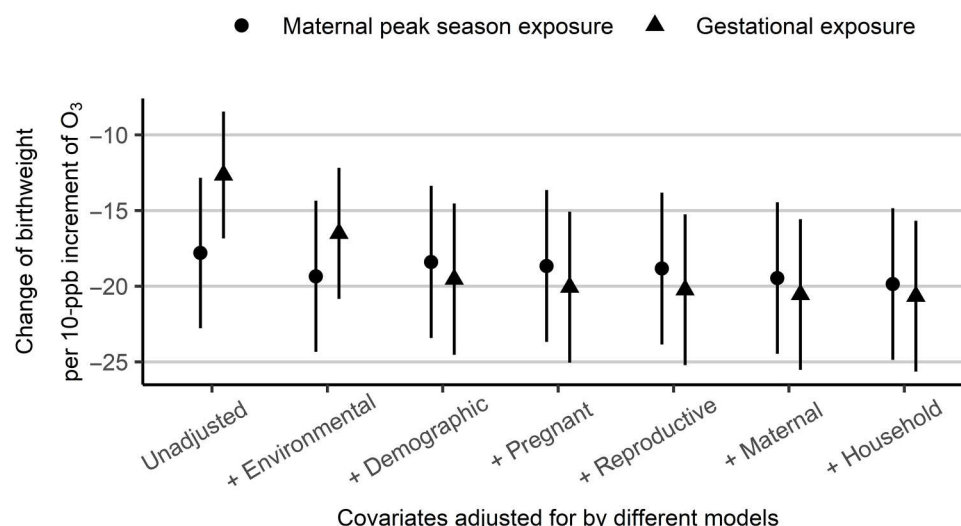 Maternal peak season exposure
Gestational exposure
Change of birthweight
per 10-ppb increment of O₃
−10
−15
−20
−25
Unadjusted
+ Environmental
+ Demographic
+ Pregnant
+ Reproductive
+ Maternal
+ Household
Covariates adjusted for by different models